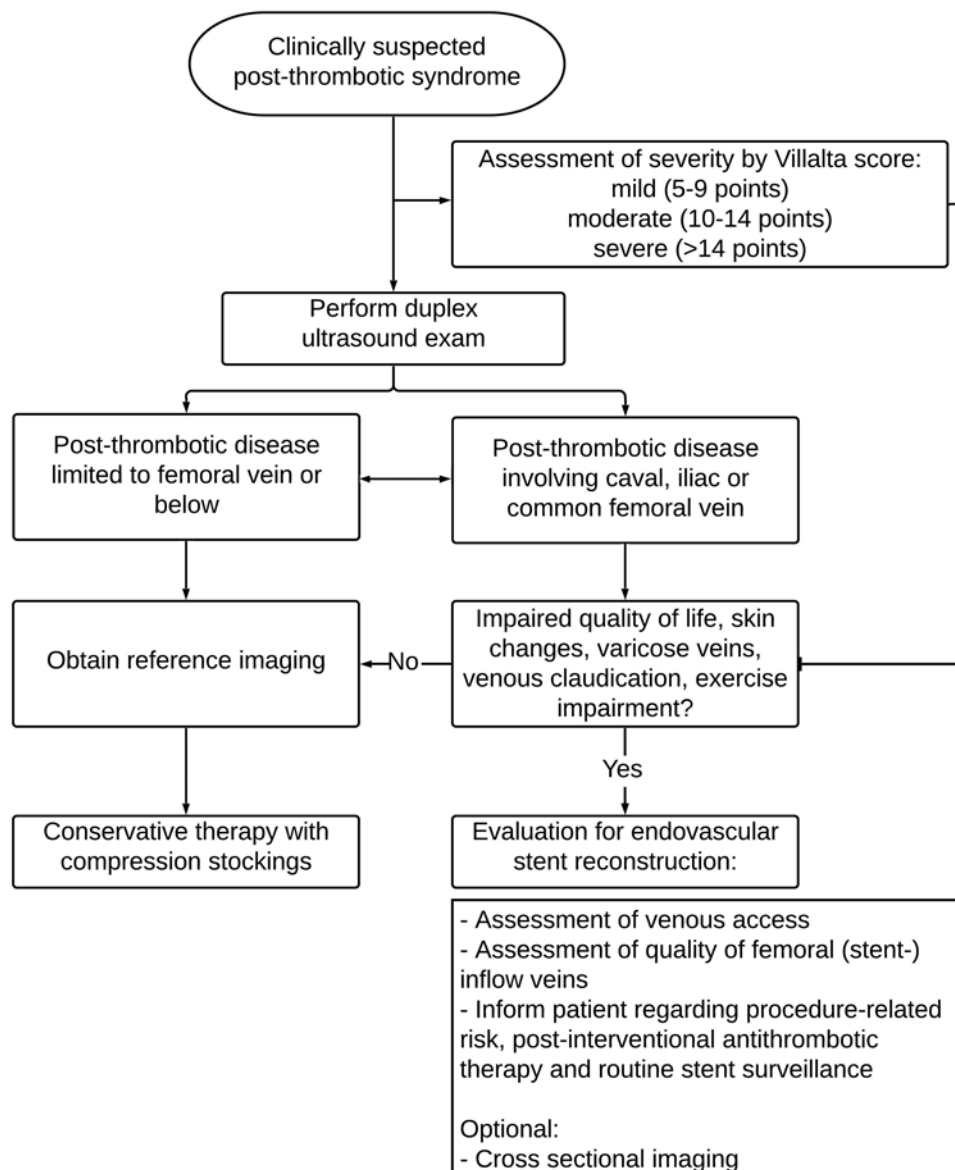 Clinically suspected
post-thrombotic syndrome
Assessment of severity by Villalta score:
mild (5-9 points)
moderate (10-14 points)
severe (>14 points)
Perform duplex
ultrasound exam
Post-thrombotic disease
limited to femoral vein or
below
Post-thrombotic disease
involving caval, iliac or
common femoral vein
Obtain reference imaging
No
Impaired quality of life, skin
changes, varicose veins,
venous claudication, exercise
impairment?
Yes
Conservative therapy with
compression stockings
Evaluation for endovascular
stent reconstruction:
- Assessment of venous access
- Assessment of quality of femoral (stent-)
inflow veins
- Inform patient regarding procedure-related
risk, post-interventional antithrombotic
therapy and routine stent surveillance
Optional:
- Cross sectional imaging